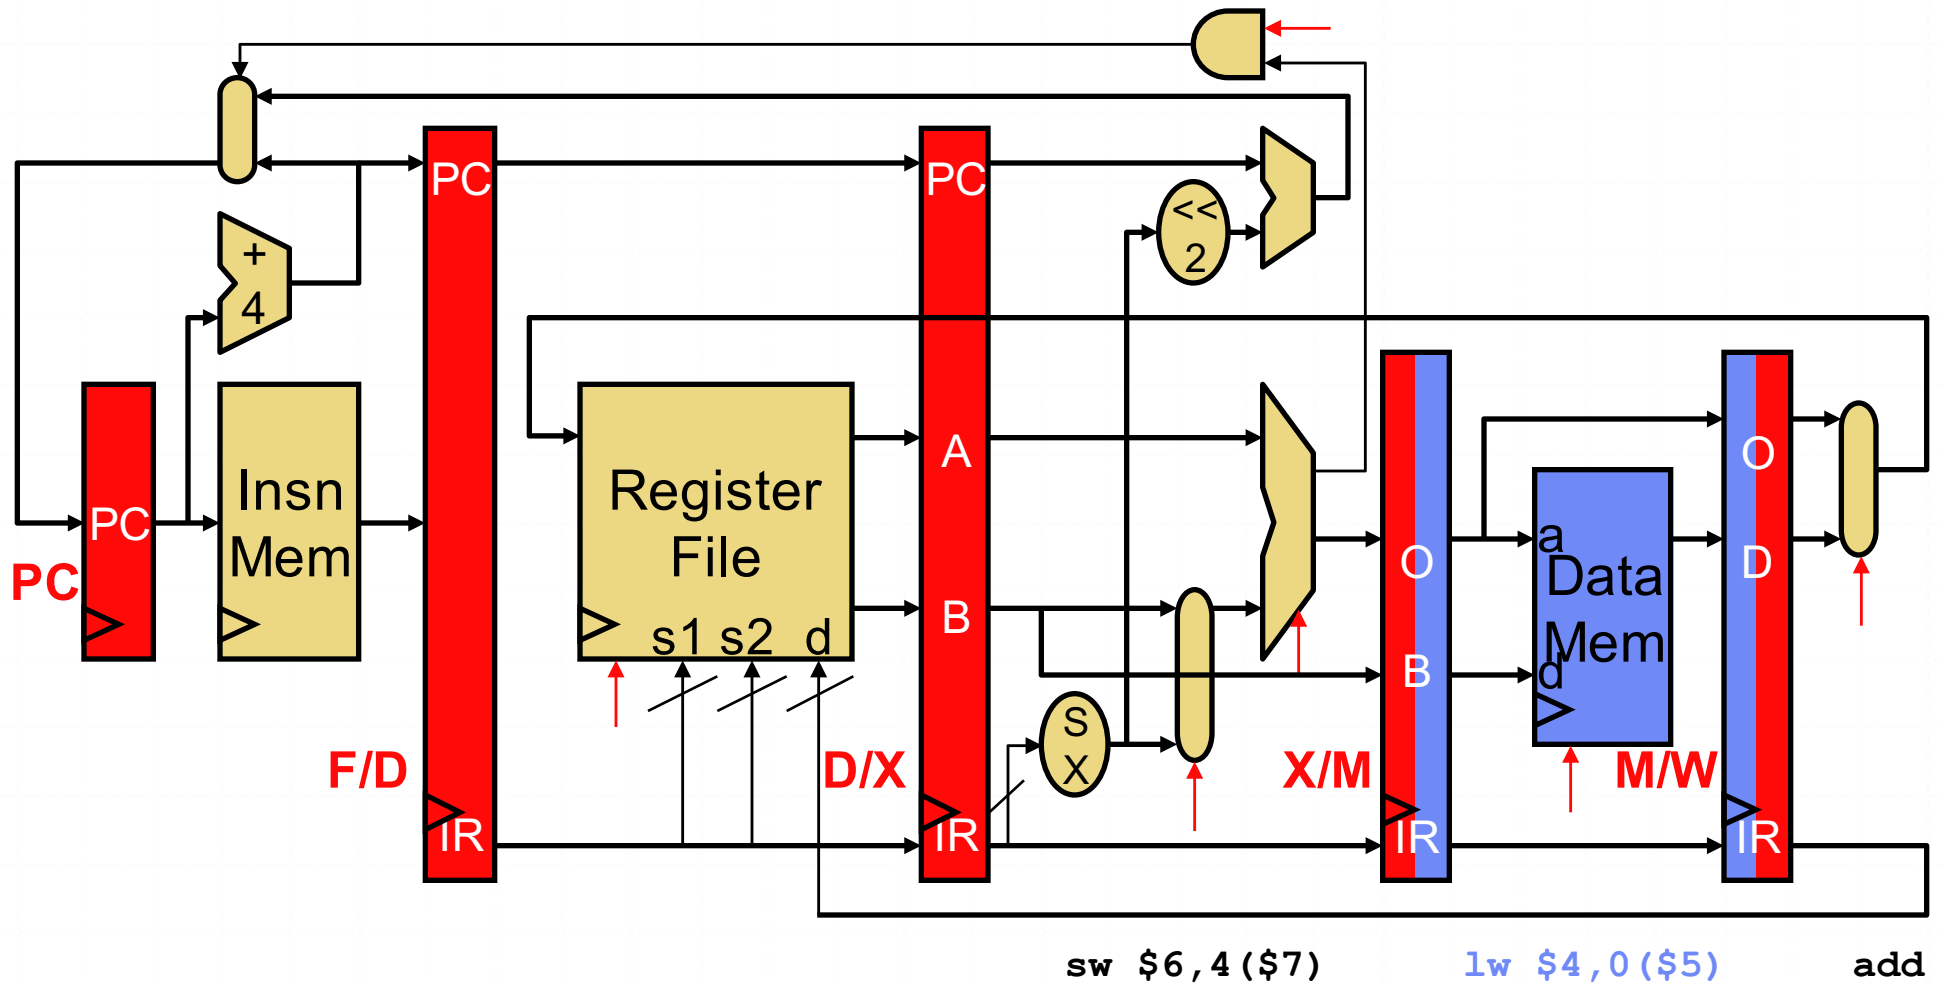 PC
PC
<<
2
+
4
A
O
Insn
Mem
Register
File
PC
PC
O
D
a
Data
Mem
d
B
B
s1 s2 d
S
X
F/D
D/X
X/M
M/W
IR
IR
IR
IR
sw $6,4($7)
lw $4,0($5)
add